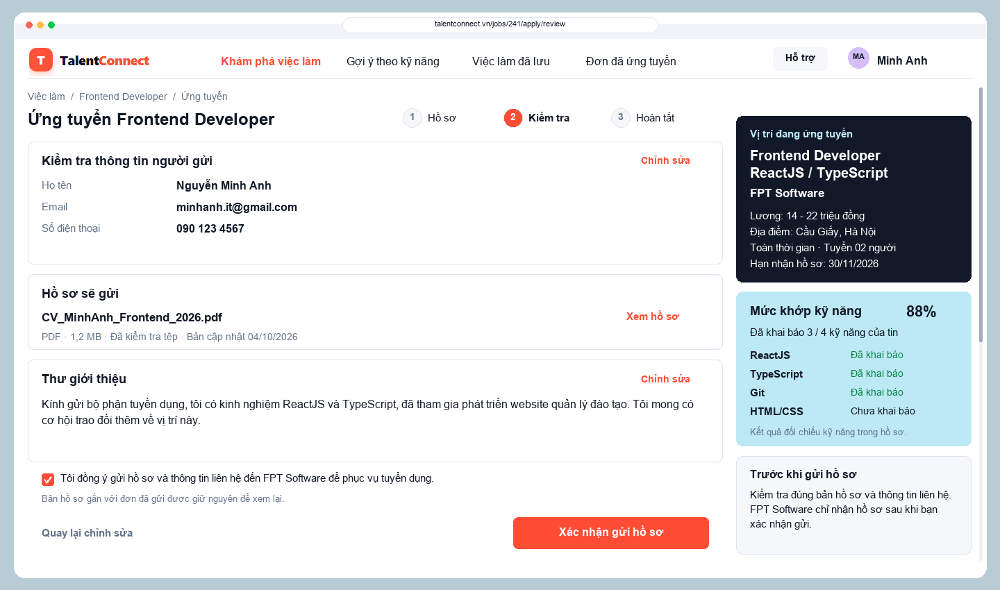 talentconnect.vn/jobs/241/apply/review
T TalentConnect
Khám phá việc làm
Gợi ý theo kỹ năng
Việc làm đã lưu
Đơn đã ứng tuyển
Hỗ trợ
MA
Minh Anh
Việc làm / Frontend Developer / Ứng tuyển
Ứng tuyển Frontend Developer
1 Hồ sơ
2 Kiểm tra
3 Hoàn tất
Kiểm tra thông tin người gửi
Chỉnh sửa
Họ tên Nguyễn Minh Anh
Email minhanh.it@gmail.com
Số điện thoại 090 123 4567
Hồ sơ sẽ gửi
CV_MinhAnh_Frontend_2026.pdf
Xem hồ sơ
PDF · 1,2 MB · Đã kiểm tra tệp · Bản cập nhật 04/10/2026
Thư giới thiệu
Chỉnh sửa
Kính gửi bộ phận tuyển dụng, tôi có kinh nghiệm ReactJS và TypeScript, đã tham gia phát triển website quản lý đào tạo. Tôi mong có
cơ hội trao đổi thêm về vị trí này.
Tôi đồng ý gửi hồ sơ và thông tin liên hệ đến FPT Software để phục vụ tuyển dụng.
Bản hồ sơ gắn với đơn đã gửi được giữ nguyên để xem lại.
Quay lại chỉnh sửa
Xác nhận gửi hồ sơ
Vị trí đang ứng tuyển
Frontend Developer
ReactJS / TypeScript
FPT Software
Lương: 14 - 22 triệu đồng
Địa điểm: Cầu Giấy, Hà Nội
Toàn thời gian · Tuyển 02 người
Hạn nhận hồ sơ: 30/11/2026
Mức khớp kỹ năng 88%
Đã khai báo 3 / 4 kỹ năng của tin
ReactJS Đã khai báo
TypeScript Đã khai báo
Git Đã khai báo
HTML/CSS Chưa khai báo
Kết quả đối chiếu kỹ năng trong hồ sơ.
Trước khi gửi hồ sơ
Kiểm tra đúng bản hồ sơ và thông tin liên hệ.
FPT Software chỉ nhận hồ sơ sau khi bạn
xác nhận gửi.